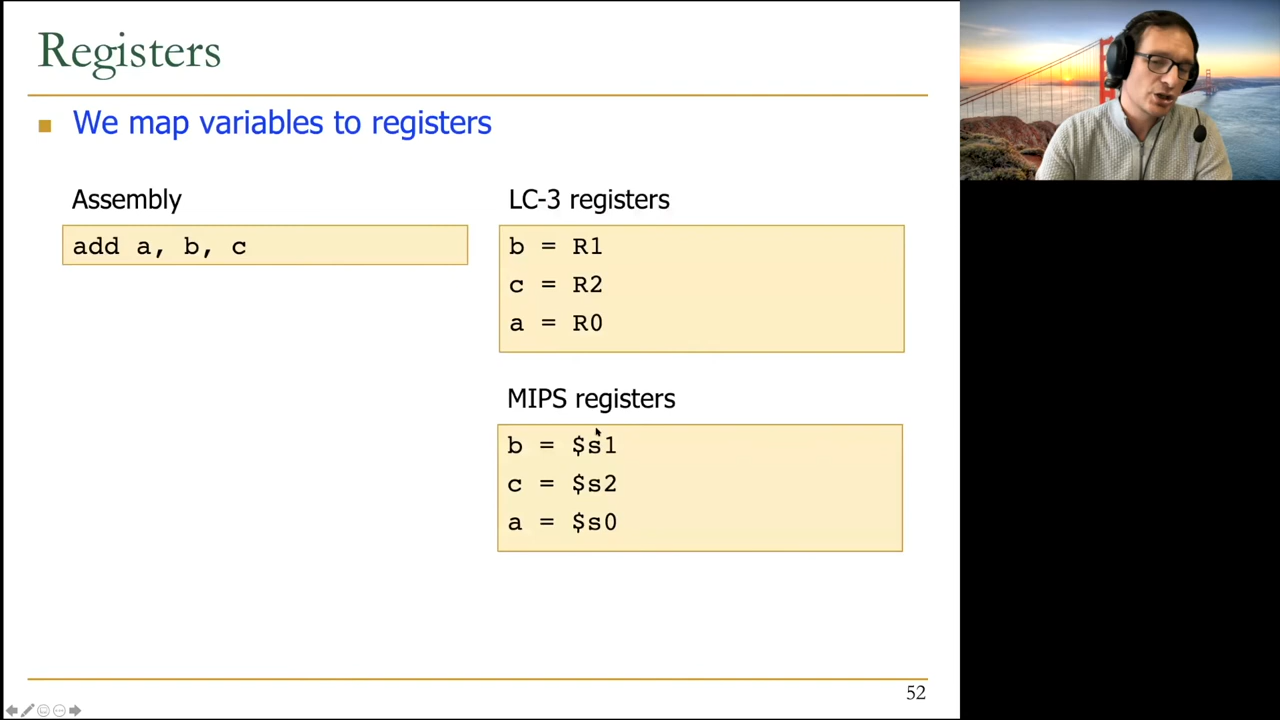 Registers
We map variables to registers
Assembly
add a, b, c
LC-3 registers
b = R1
c = R2
a = R0
MIPS registers
b = $s1
c = $s2
a = $s0
52